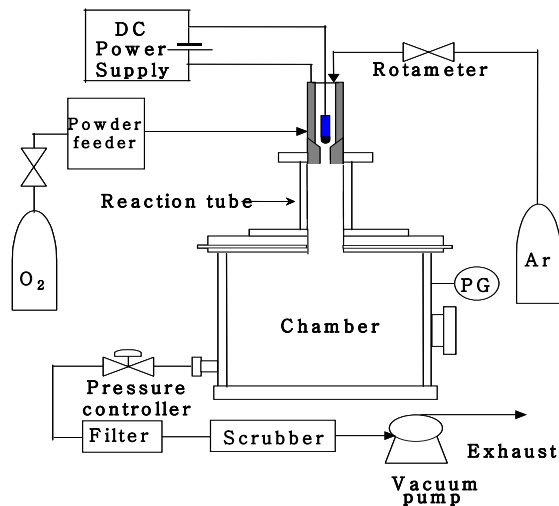 DC
Power
Supply
Rotameter
Powder
feeder
Reaction tube
O₂
Ar
PG
Chamber
Pressure
controller
Filter
Scrubber
Exhaust
Vacuum
pump